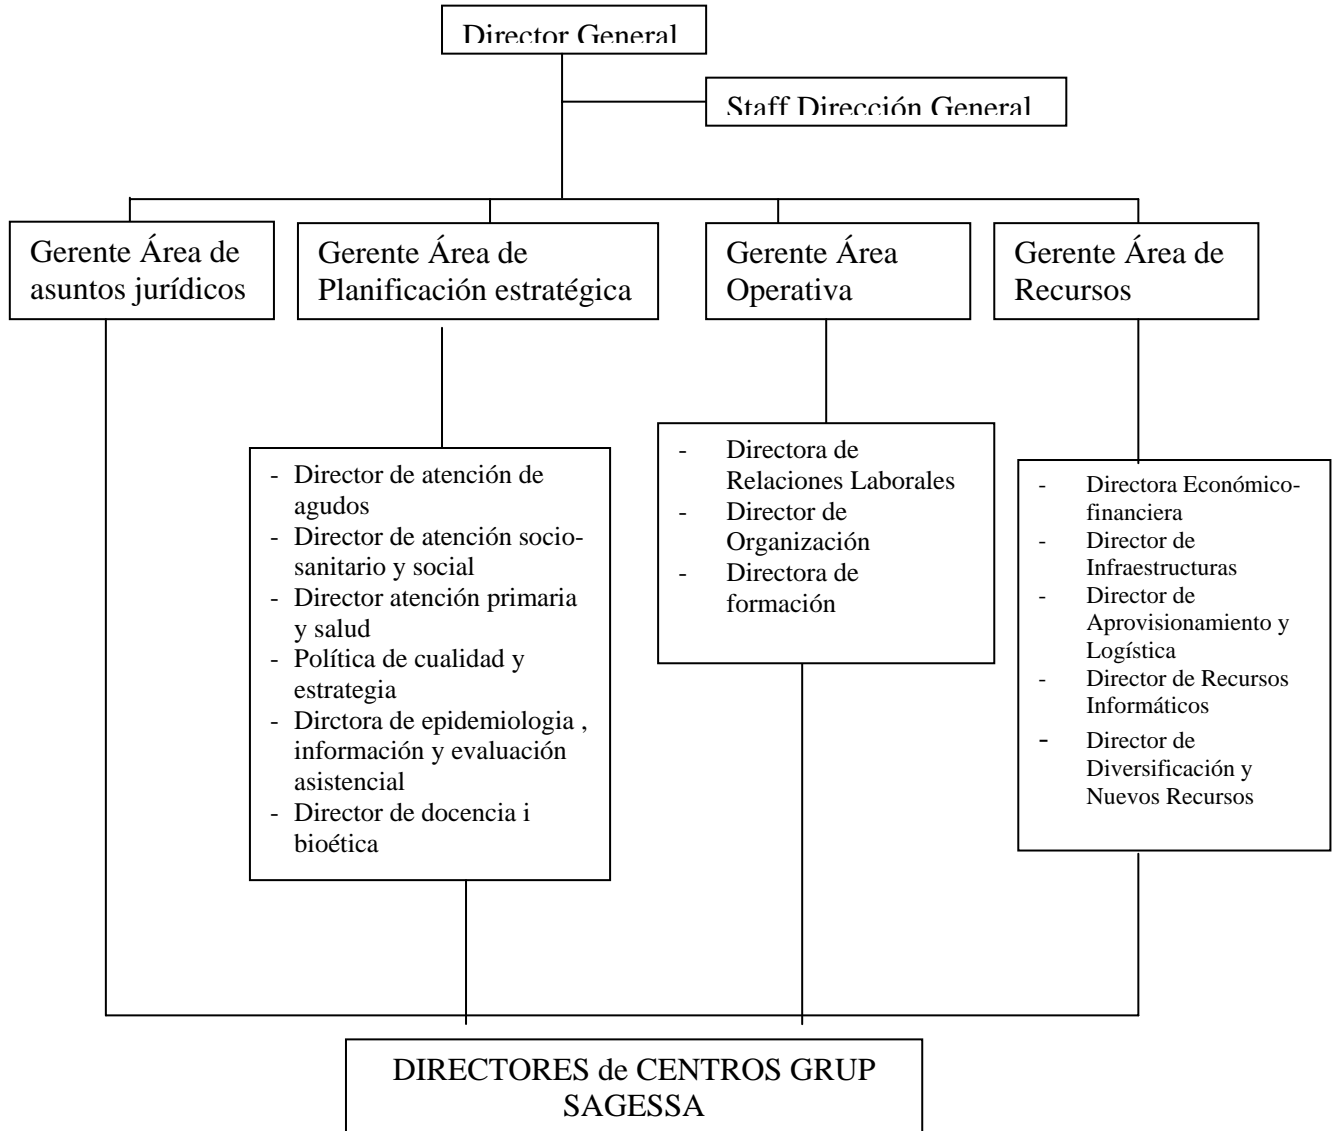 Director General
Staff Dirección General
Gerente Área de
asuntos jurídicos
Gerente Área de
Planificación estratégica
Gerente Área
Operativa
Gerente Área de
Recursos
- Director de atención de
agudos
- Director de atención socio-
sanitario y social
- Director atención primaria
y salud
- Política de cualidad y
estrategia
- Dirctora de epidemiologia ,
información y evaluación
asistencial
- Director de docencia i
bioética
- Directora de
Relaciones Laborales
- Director de
Organización
- Directora de
formación
- Directora Económico-
financiera
- Director de
Infraestructuras
- Director de
Aprovisionamiento y
Logística
- Director de Recursos
Informáticos
- Director de
Diversificación y
Nuevos Recursos
DIRECTORES de CENTROS GRUP
SAGESSA